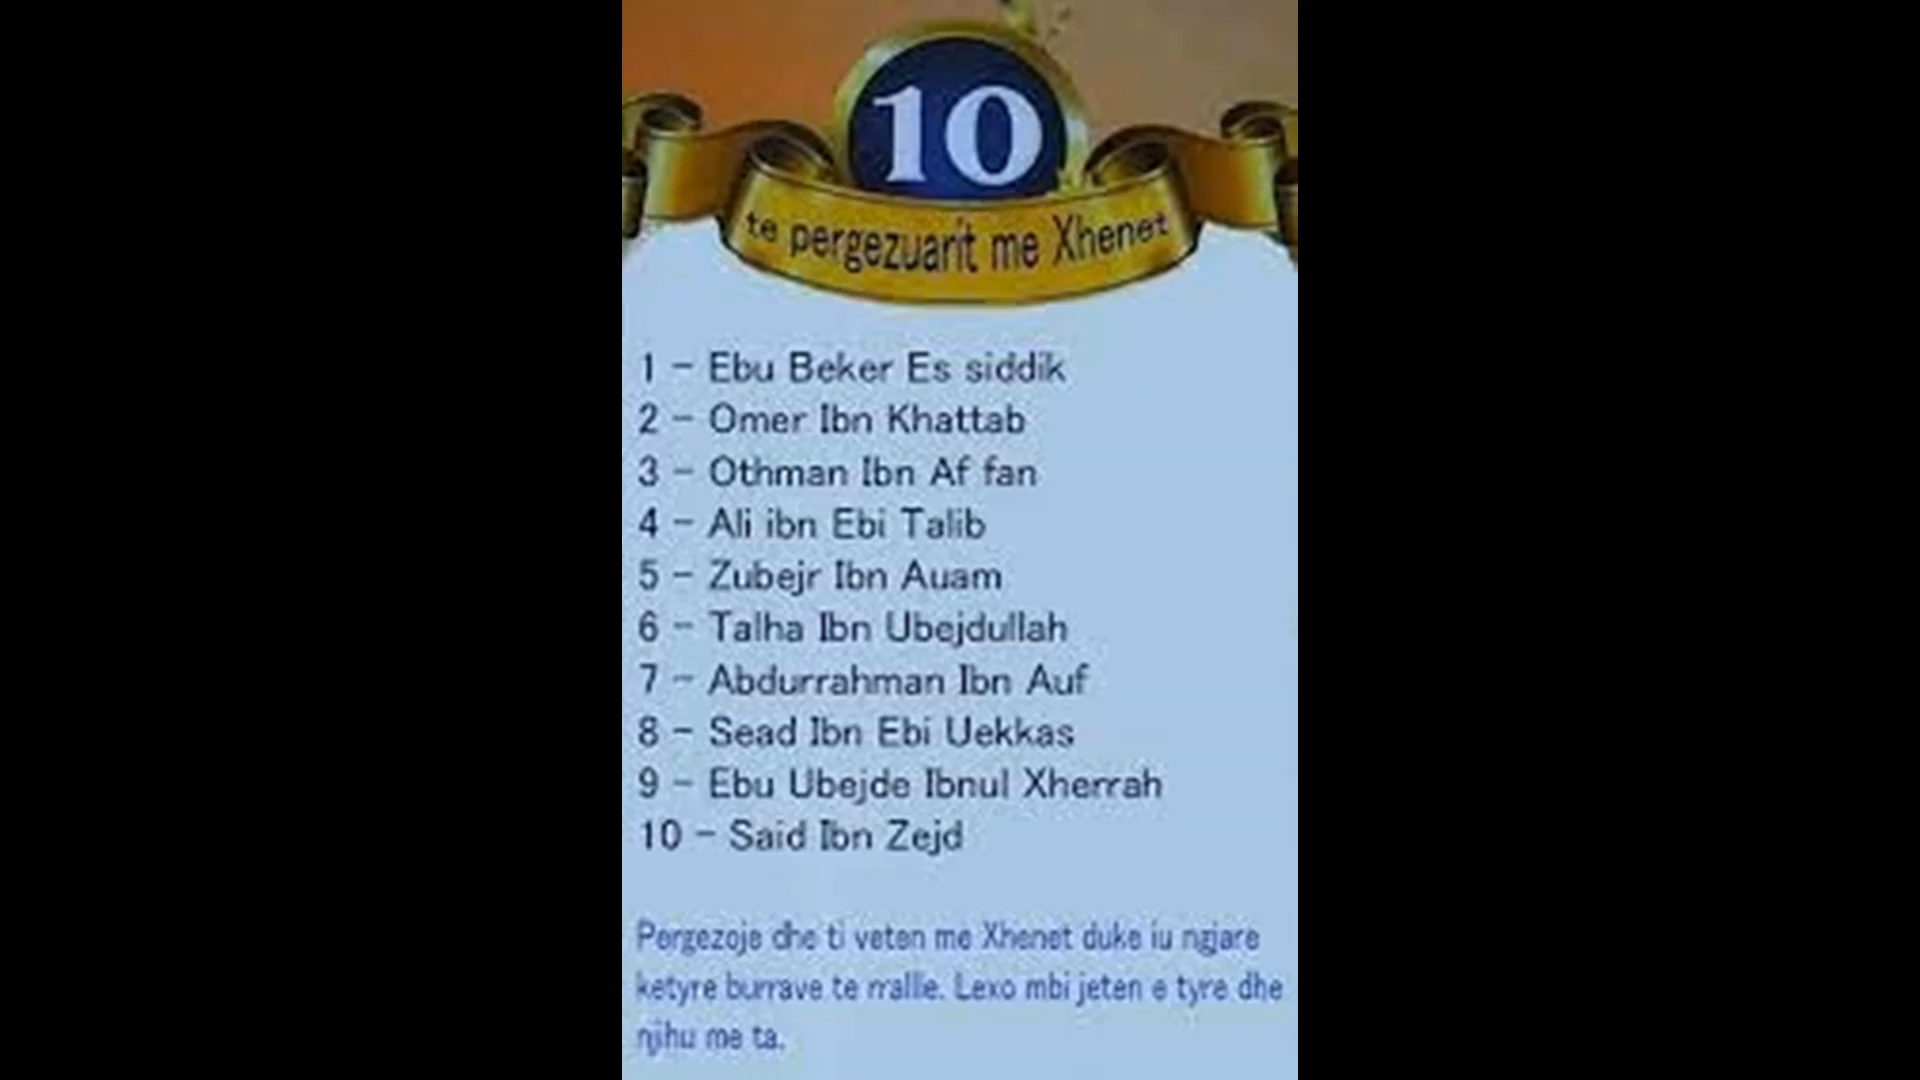 10
te pergezuarit me Xhenet
1 - Ebu Beker Es siddik
2 - Omer Ibn Khattab
3 - Othman Ibn Af fan
4 - Ali ibn Ebi Talib
5 - Zubejr Ibn Auam
6 - Talha Ibn Ubejdullah
7 - Abdurrahman Ibn Auf
8 - Sead Ibn Ebi Uekkas
9 - Ebu Ubejde Ibnul Xherrah
10 - Said Ibn Zejd
Pergezoje dhe ti veten me Xhenet duke iu ngjare
ketyre burrave te rralle. Lexo mbi jeten e tyre dhe
njihu me ta.